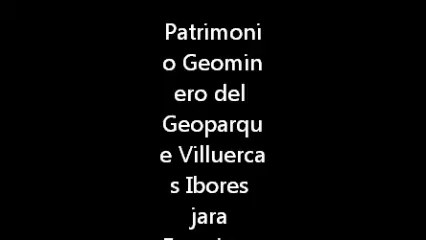 Patrimoni
o Geomin
ero del
Geoparqu
e Villuerca
s Ibores
jara